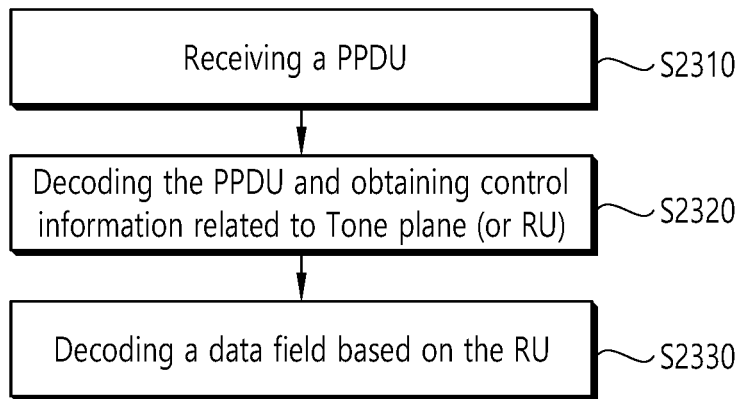 Receiving a PPDU
S2310
Decoding the PPDU and obtaining control
information related to Tone plane (or RU)
S2320
Decoding a data field based on the RU
S2330